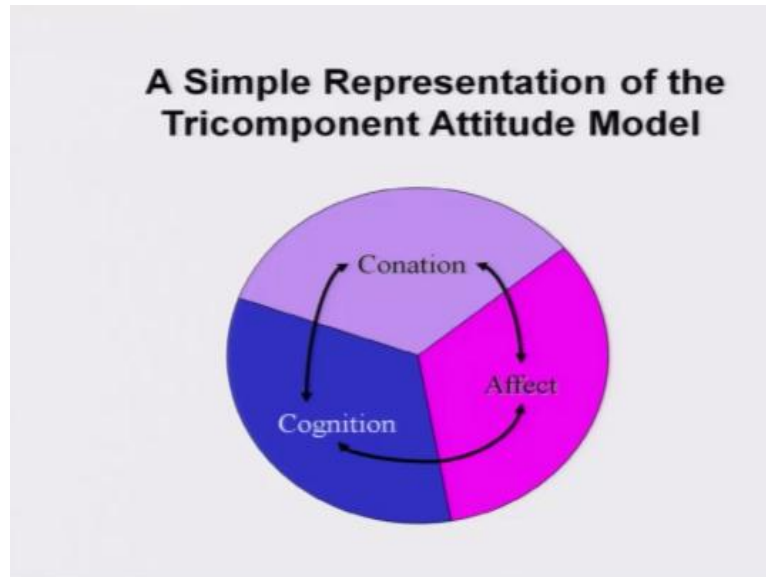 A Simple Representation of the
Tricomponent Attitude Model
Conation
Affect
Cognition